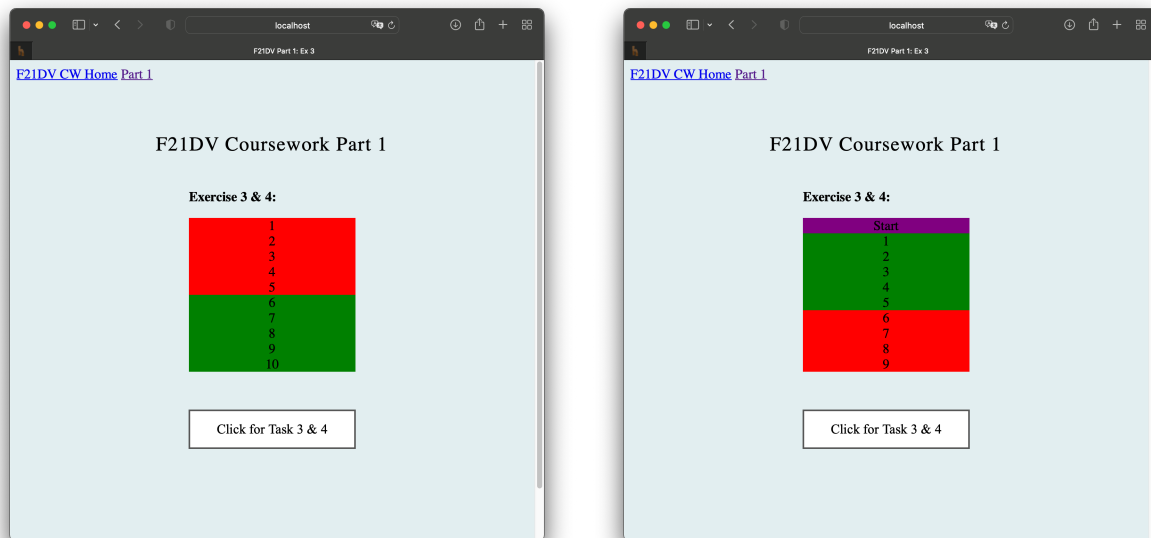 localhost
F21DV Part 1: Ex 3
F21DV CW Home Part 1
F21DV Coursework Part 1
Exercise 3 & 4:
1
2
3
4
5
6
7
8
9
10
Click for Task 3 & 4
localhost
F21DV Part 1: Ex 3
F21DV CW Home Part 1
F21DV Coursework Part 1
Exercise 3 & 4:
Start
1
2
3
4
5
6
7
8
9
Click for Task 3 & 4